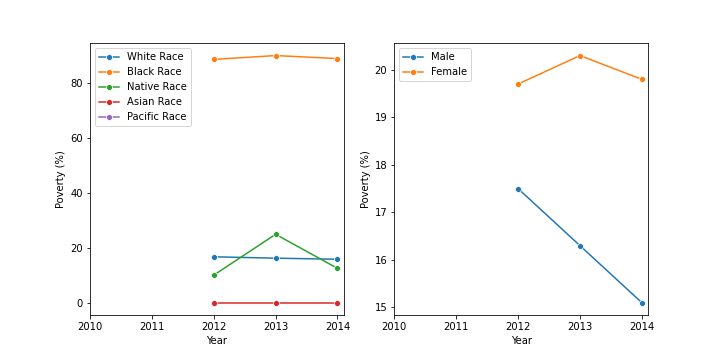 White Race
Black Race
Native Race
Asian Race
Pacific Race
Poverty (%)
80
60
40
20
0
2010 2011 2012 2013 2014
Year
Male
Female
Poverty (%)
20
19
18
17
16
15
2010 2011 2012 2013 2014
Year